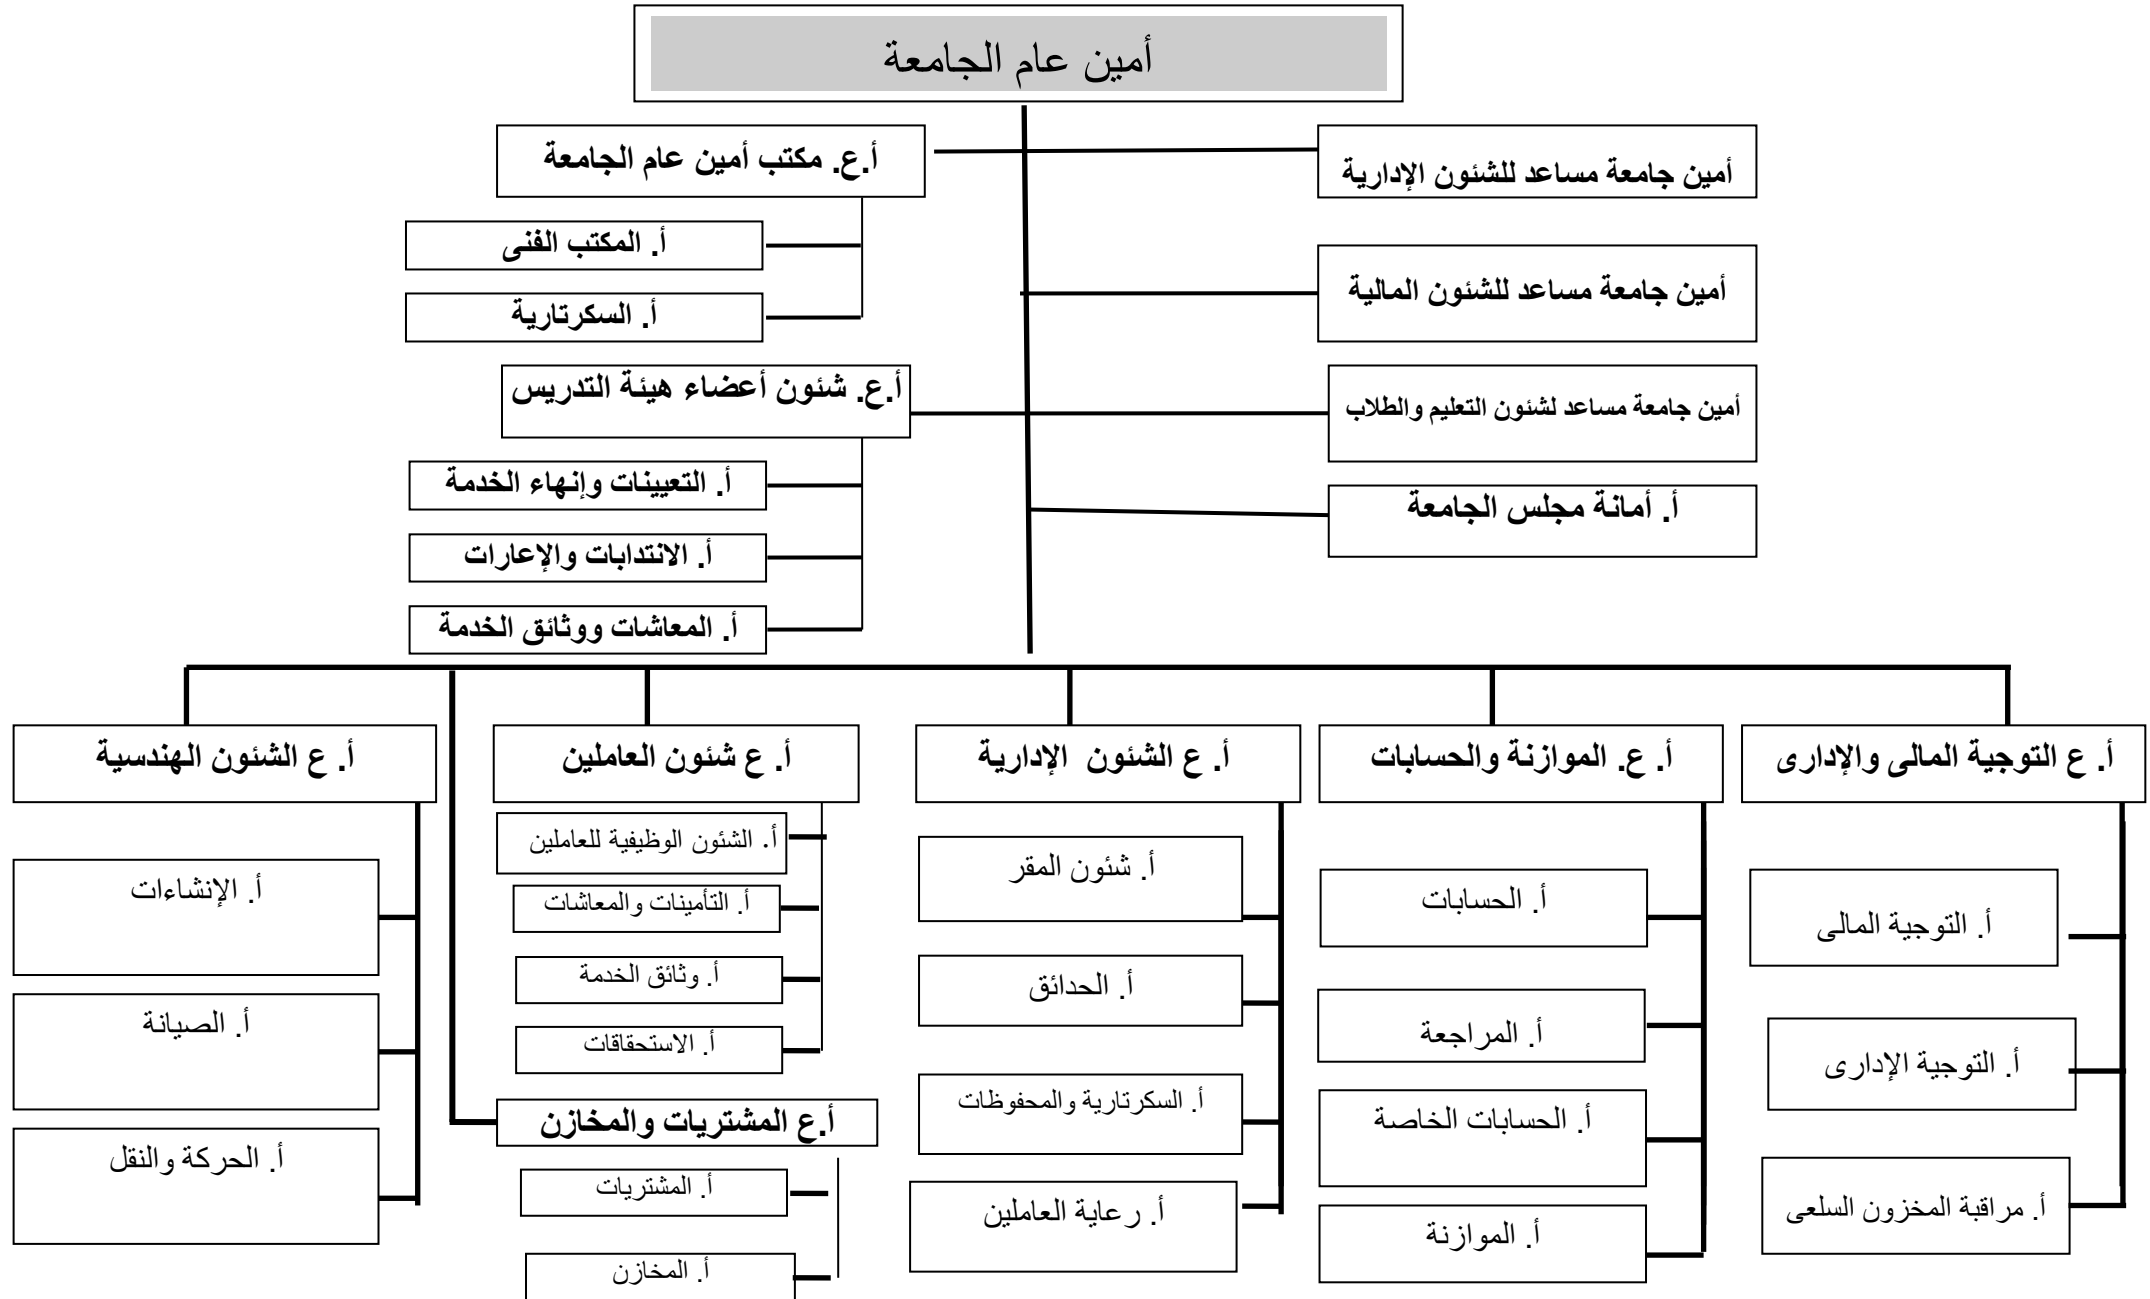 أمين عام الجامعة
أمين جامعة مساعد للشئون الإدارية
أ.ع. مكتب أمين عام الجامعة
أ. المكتب الفنى
أ. السكرتارية
أمين جامعة مساعد للشئون المالية
أمين جامعة مساعد لشئون التعليم والطلاب
أ.ع. شئون أعضاء هيئة التدريس
أ. التعيينات وإنهاء الخدمة
أ. الانتدابات والإعارات
أ. المعاشات ووثائق الخدمة
أ. أمانة مجلس الجامعة
أ. ع التوجية المالى والإدارى
أ. التوجية المالى
أ. التوجية الإدارى
أ. مراقبة المخزون السلعى
أ. ع. الموازنة والحسابات
أ. الحسابات
أ. المراجعة
أ. الحسابات الخاصة
أ. الموازنة
أ. ع الشئون الإدارية
أ. شئون المقر
أ. الحدائق
أ. السكرتارية والمحفوظات
أ. رعاية العاملين
أ. ع شئون العاملين
أ. الشئون الوظيفية للعاملين
أ. التأمينات والمعاشات
أ. وثائق الخدمة
أ. الاستحقاقات
أ.ع المشتريات والمخازن
أ. المشتريات
أ. المخازن
أ. ع الشئون الهندسية
أ. الإنشاءات
أ. الصيانة
أ. الحركة والنقل